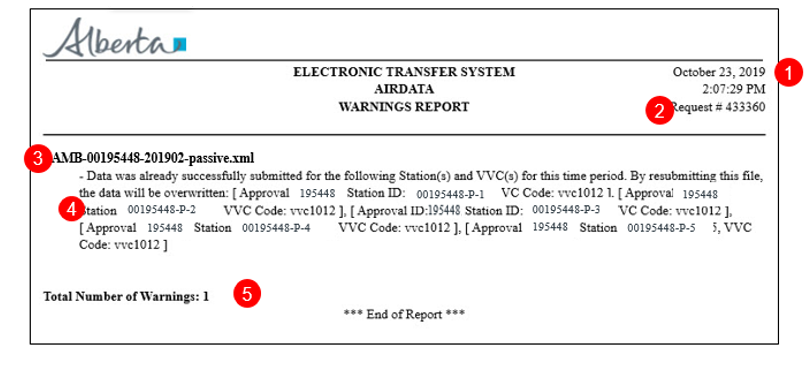 Alberta
ELECTRONIC TRANSFER SYSTEM October 23, 2019 1
AIRDATA 2:07:29 PM
WARNINGS REPORT 2 Request # 433360
3 AMB-00195448-201902-passive.xml
- Data was already successfully submitted for the following Station(s) and VVC(s) for this time period. By resubmitting this file,
the data will be overwritten: [ Approval 195448 Station ID: 00195448-P-1 VC Code: vvc1012 ], [ Approval 195448
4 Station 00195448-P-2 VVC Code: vvc1012 ], [ Approval ID:195448 Station ID: 00195448-P-3 VC Code: vvc1012 ],
[ Approval 195448 Station 00195448-P-4 VVC Code: vvc1012 ], [ Approval 195448 Station 00195448-P-5 , VVC
Code: vvc1012 ]
Total Number of Warnings: 1 5
*** End of Report ***